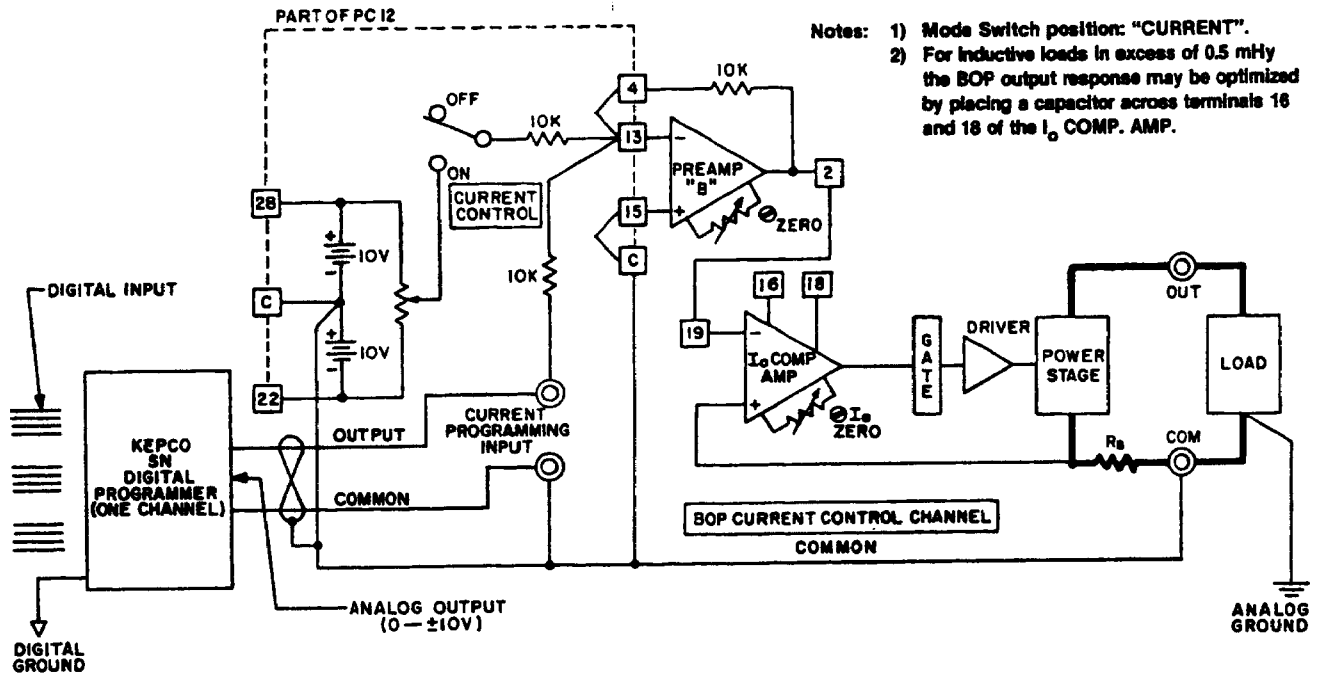 PART OF PC 12
Notes: 1) Mode Switch position: "CURRENT".
2) For inductive loads in excess of 0.5 mHy
the BOP output response may be optimized
by placing a capacitor across terminals 16
and 18 of the Io COMP. AMP.
OFF
10K
4
10K
13
−
PREAMP
"B"
+
2
ZERO
ON
CURRENT
CONTROL
15
C
28
+
10V
-
C
+
10V
-
22
10K
DIGITAL INPUT
16
18
19
−
Io COMP
AMP
+
Io
ZERO
GATE
DRIVER
POWER
STAGE
OUT
LOAD
Rs
COM
KEPCO
SN
DIGITAL
PROGRAMMER
(ONE CHANNEL)
OUTPUT
CURRENT
PROGRAMMING
INPUT
COMMON
BOP CURRENT CONTROL CHANNEL
COMMON
ANALOG OUTPUT
(0—±10V)
DIGITAL
GROUND
ANALOG
GROUND